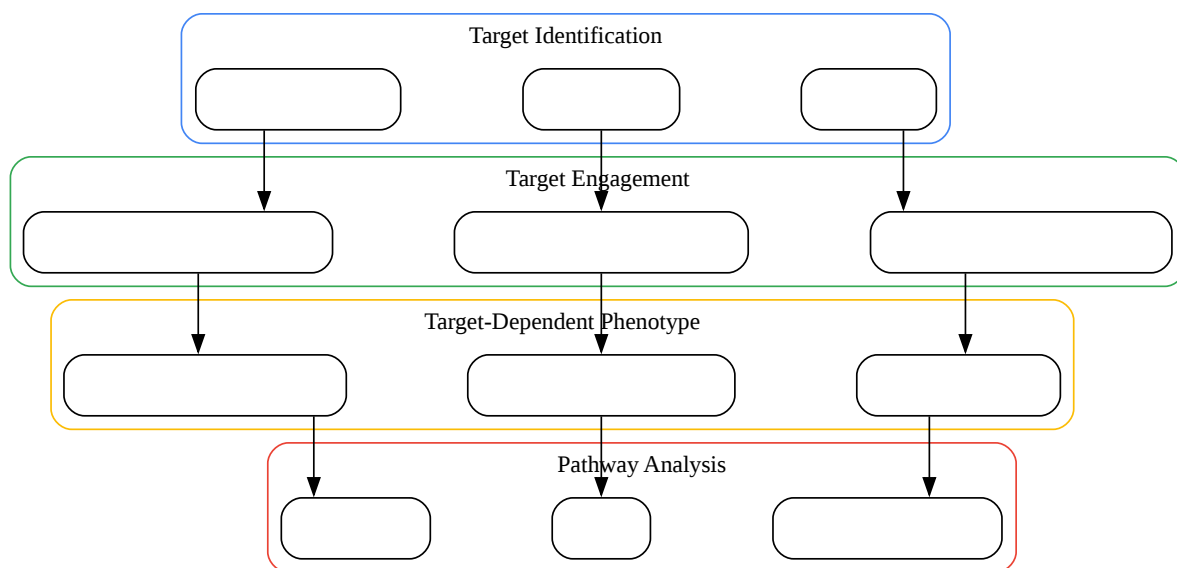 Target Identification
Target Engagement
Target-Dependent Phenotype
Pathway Analysis